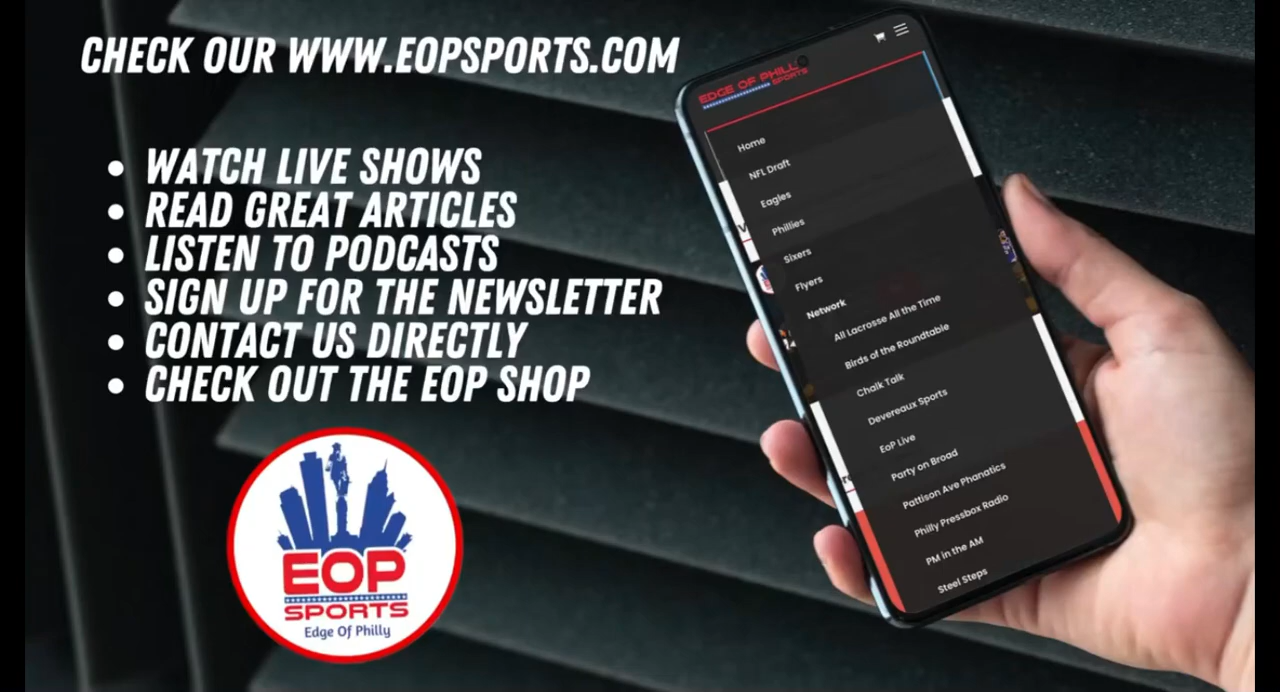 CHECK OUR WWW.EOPSPORTS.COM
• WATCH LIVE SHOWS
• READ GREAT ARTICLES
• LISTEN TO PODCASTS
• SIGN UP FOR THE NEWSLETTER
• CONTACT US DIRECTLY
• CHECK OUT THE EOP SHOP
EOP
SPORTS
Edge Of Philly
EDGE OF PHILLY
SPORTS
Home
NFL Draft
Eagles
Phillies
Sixers
Flyers
Network
All Lacrosse All the Time
Birds of the Roundtable
Chalk Talk
Devereaux Sports
EoP Live
Party on Broad
Pattison Ave Phanatics
Philly Pressbox Radio
PM in the AM
Steel Steps